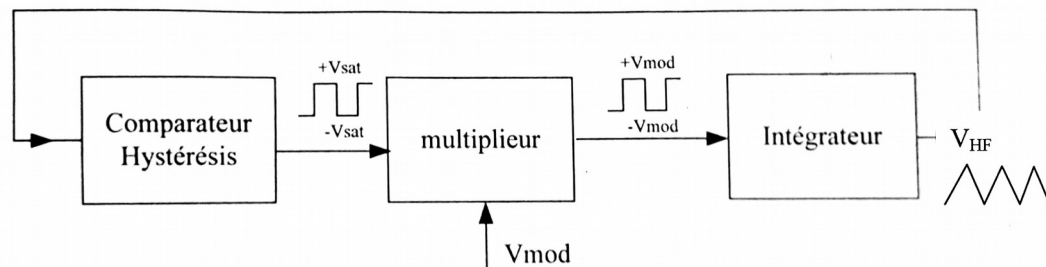 +Vsat
-Vsat
+Vmod
-Vmod
Comparateur
Hystérésis
multiplieur
Intégrateur
VHF
Vmod